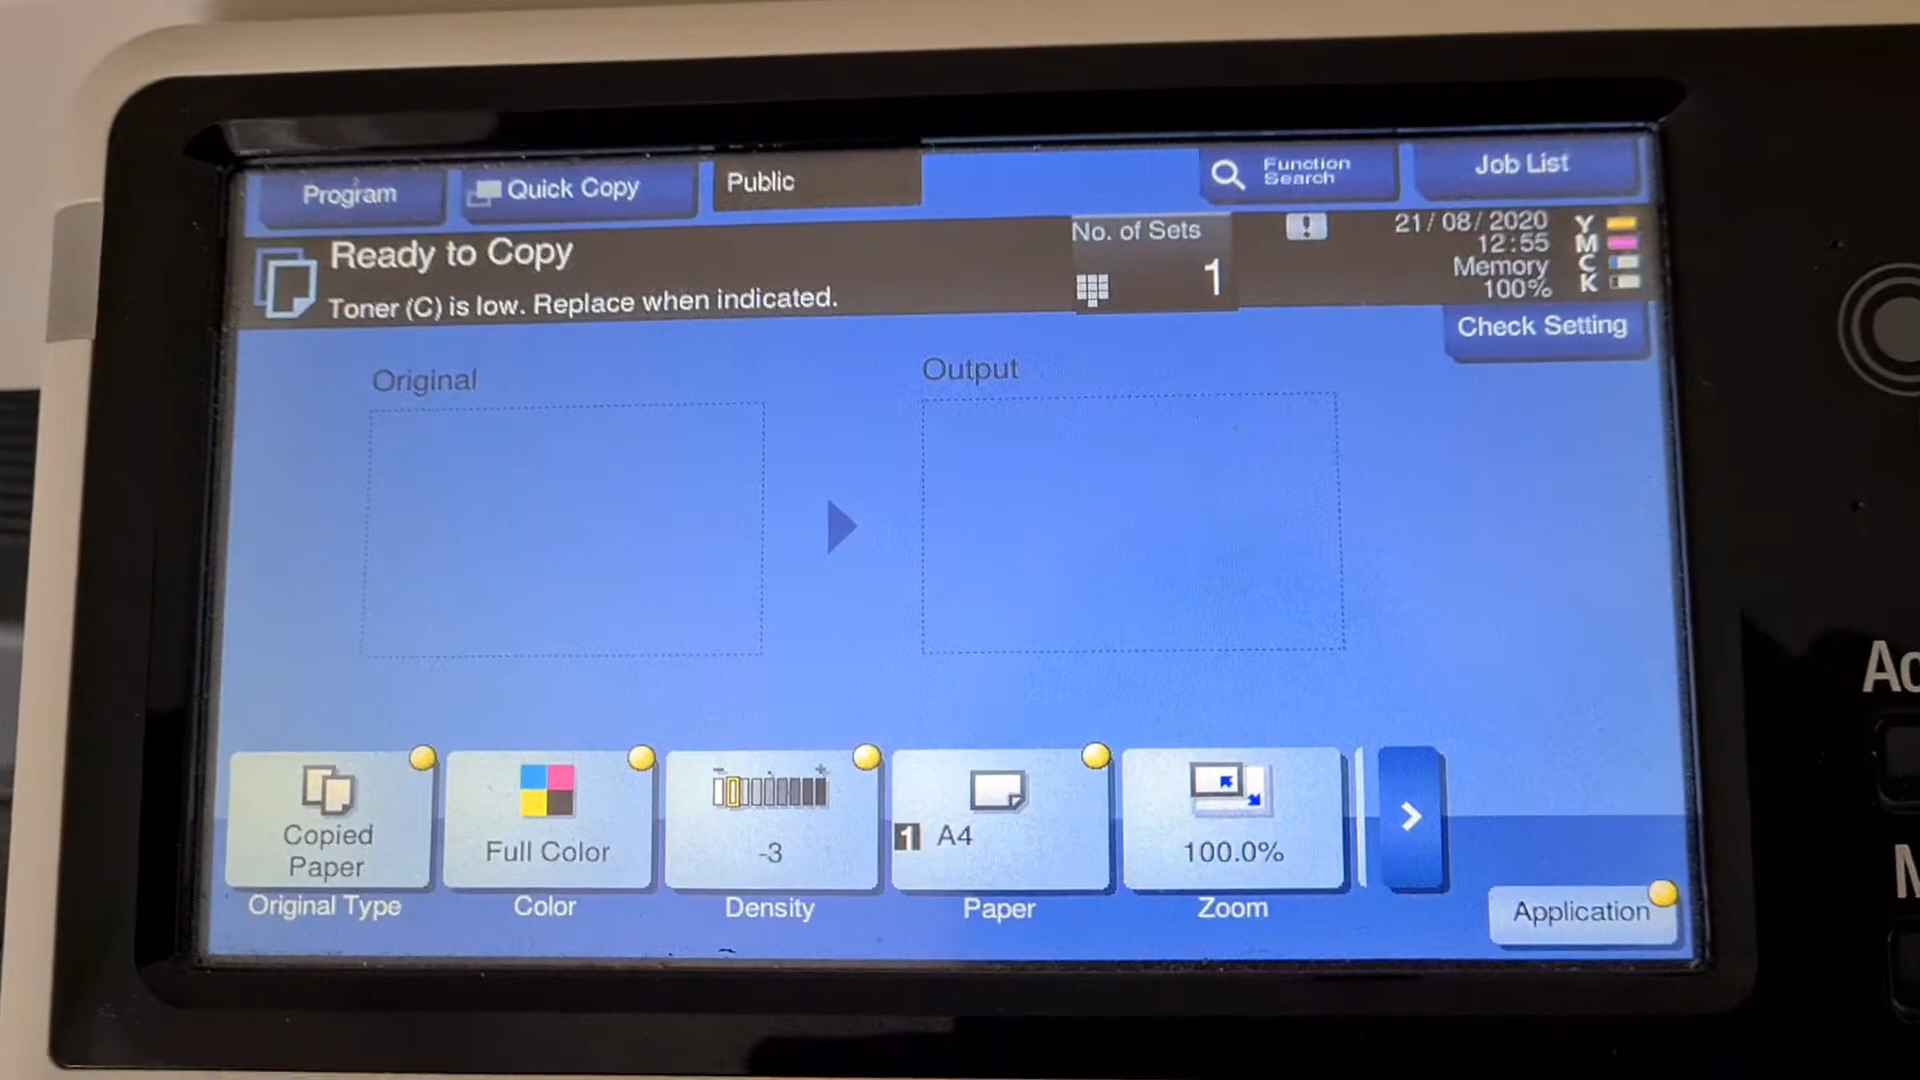 Program
Quick Copy
Public
Function
Search
Job List
Ready to Copy
Toner (C) is low. Replace when indicated.
No. of Sets
1
!
21/08/2020
12:55
Memory
100%
Y
M
C
K
Check Setting
Original
Output
Copied
Paper
Original Type
Full Color
Color
- +
-3
Density
1 A4
Paper
100.0%
Zoom
Application
Ac
M